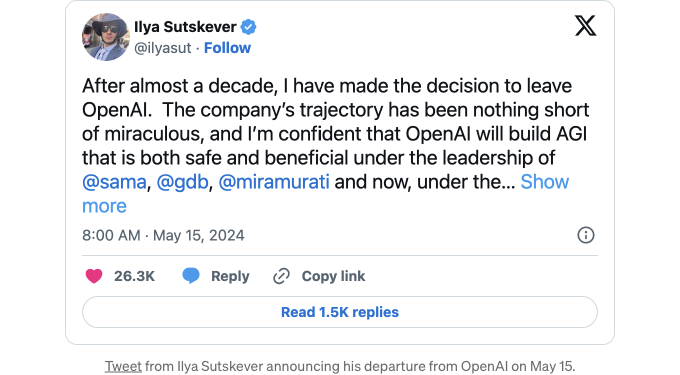 Ilya Sutskever
@ilyasut · Follow
After almost a decade, I have made the decision to leave
OpenAI.  The company's trajectory has been nothing short
of miraculous, and I'm confident that OpenAI will build AGI
that is both safe and beneficial under the leadership of
@sama, @gdb, @miramurati and now, under the... Show
more
8:00 AM · May 15, 2024
26.3K Reply Copy link
Read 1.5K replies
Tweet from Ilya Sutskever announcing his departure from OpenAI on May 15.